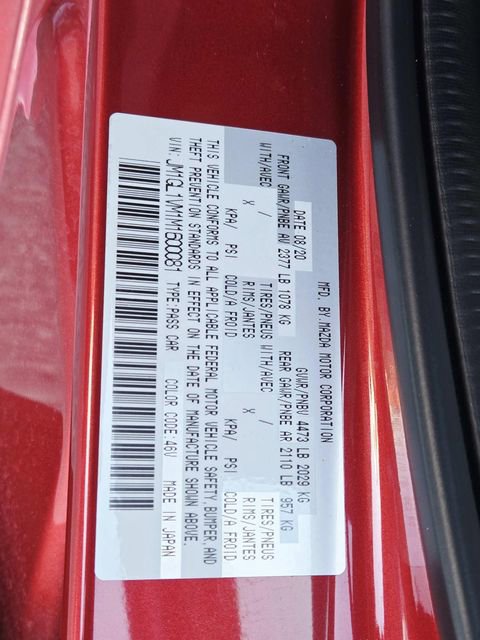 MFD. BY MAZDA MOTOR CORPORATION
DATE 08/20 GVWR/PNBV 4473 LB 2029 KG
FRONT GAWR/PNBE AV 2377 LB 1078 KG REAR GAWR/PNBE AR 2110 LB 957 KG
WITH/AVEC / TIRES/PNEUS WITH/AVEC / TIRES/PNEUS
X RIMS/JANTES X RIMS/JANTES
KPA/ PSI COLD/A FROID KPA/ PSI COLD/A FROID
THIS VEHICLE CONFORMS TO ALL APPLICABLE FEDERAL MOTOR VEHICLE SAFETY, BUMPER, AND
THEFT PREVENTION STANDARDS IN EFFECT ON THE DATE OF MANUFACTURE SHOWN ABOVE.
VIN: JM1GL1VM1M1600081 TYPE:PASS CAR COLOR CODE:46V MADE IN JAPAN